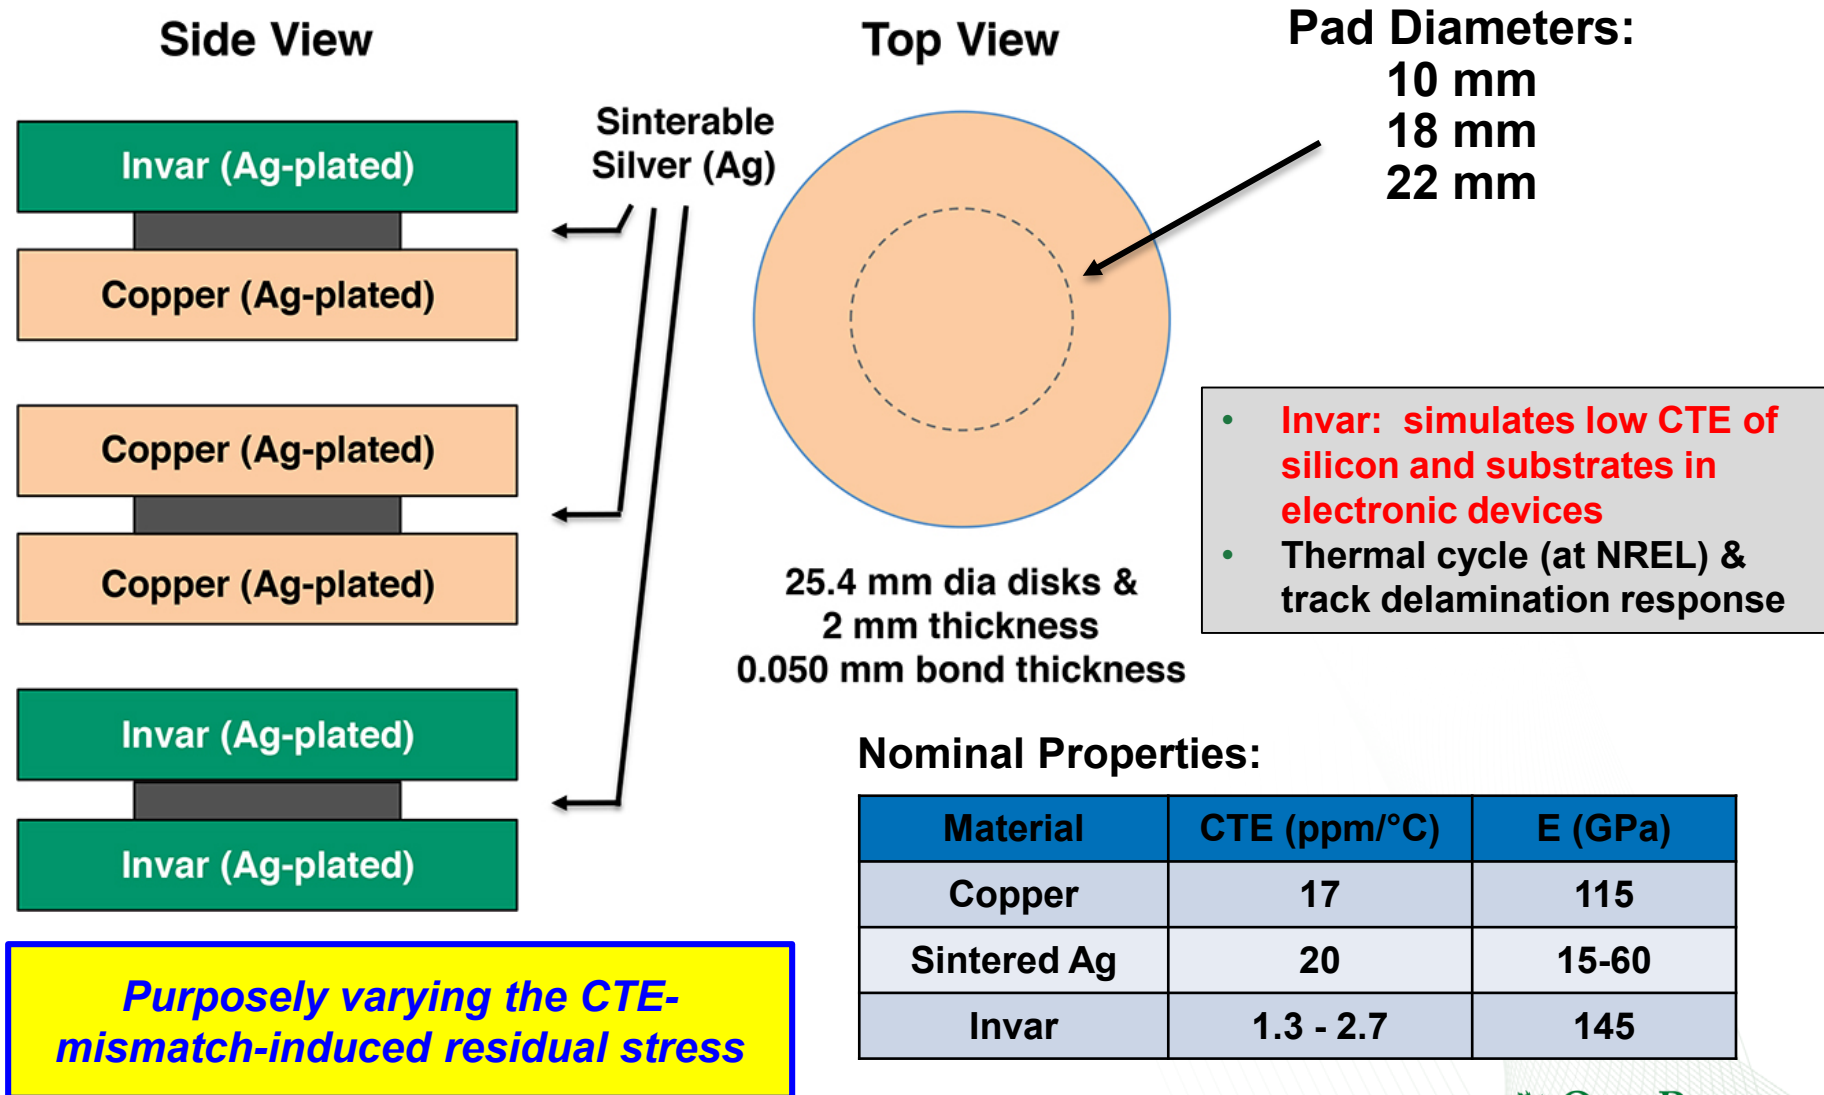 Side View
Top View
Pad Diameters:
10 mm
18 mm
22 mm
Sinterable
Silver (Ag)
Invar (Ag-plated)
Copper (Ag-plated)
Copper (Ag-plated)
Copper (Ag-plated)
Invar (Ag-plated)
Invar (Ag-plated)
25.4 mm dia disks &
2 mm thickness
0.050 mm bond thickness
• Invar: simulates low CTE of
silicon and substrates in
electronic devices
• Thermal cycle (at NREL) &
track delamination response
Nominal Properties:
Material CTE (ppm/°C) E (GPa)
Copper 17 115
Sintered Ag 20 15-60
Invar 1.3 - 2.7 145
Purposely varying the CTE-
mismatch-induced residual stress